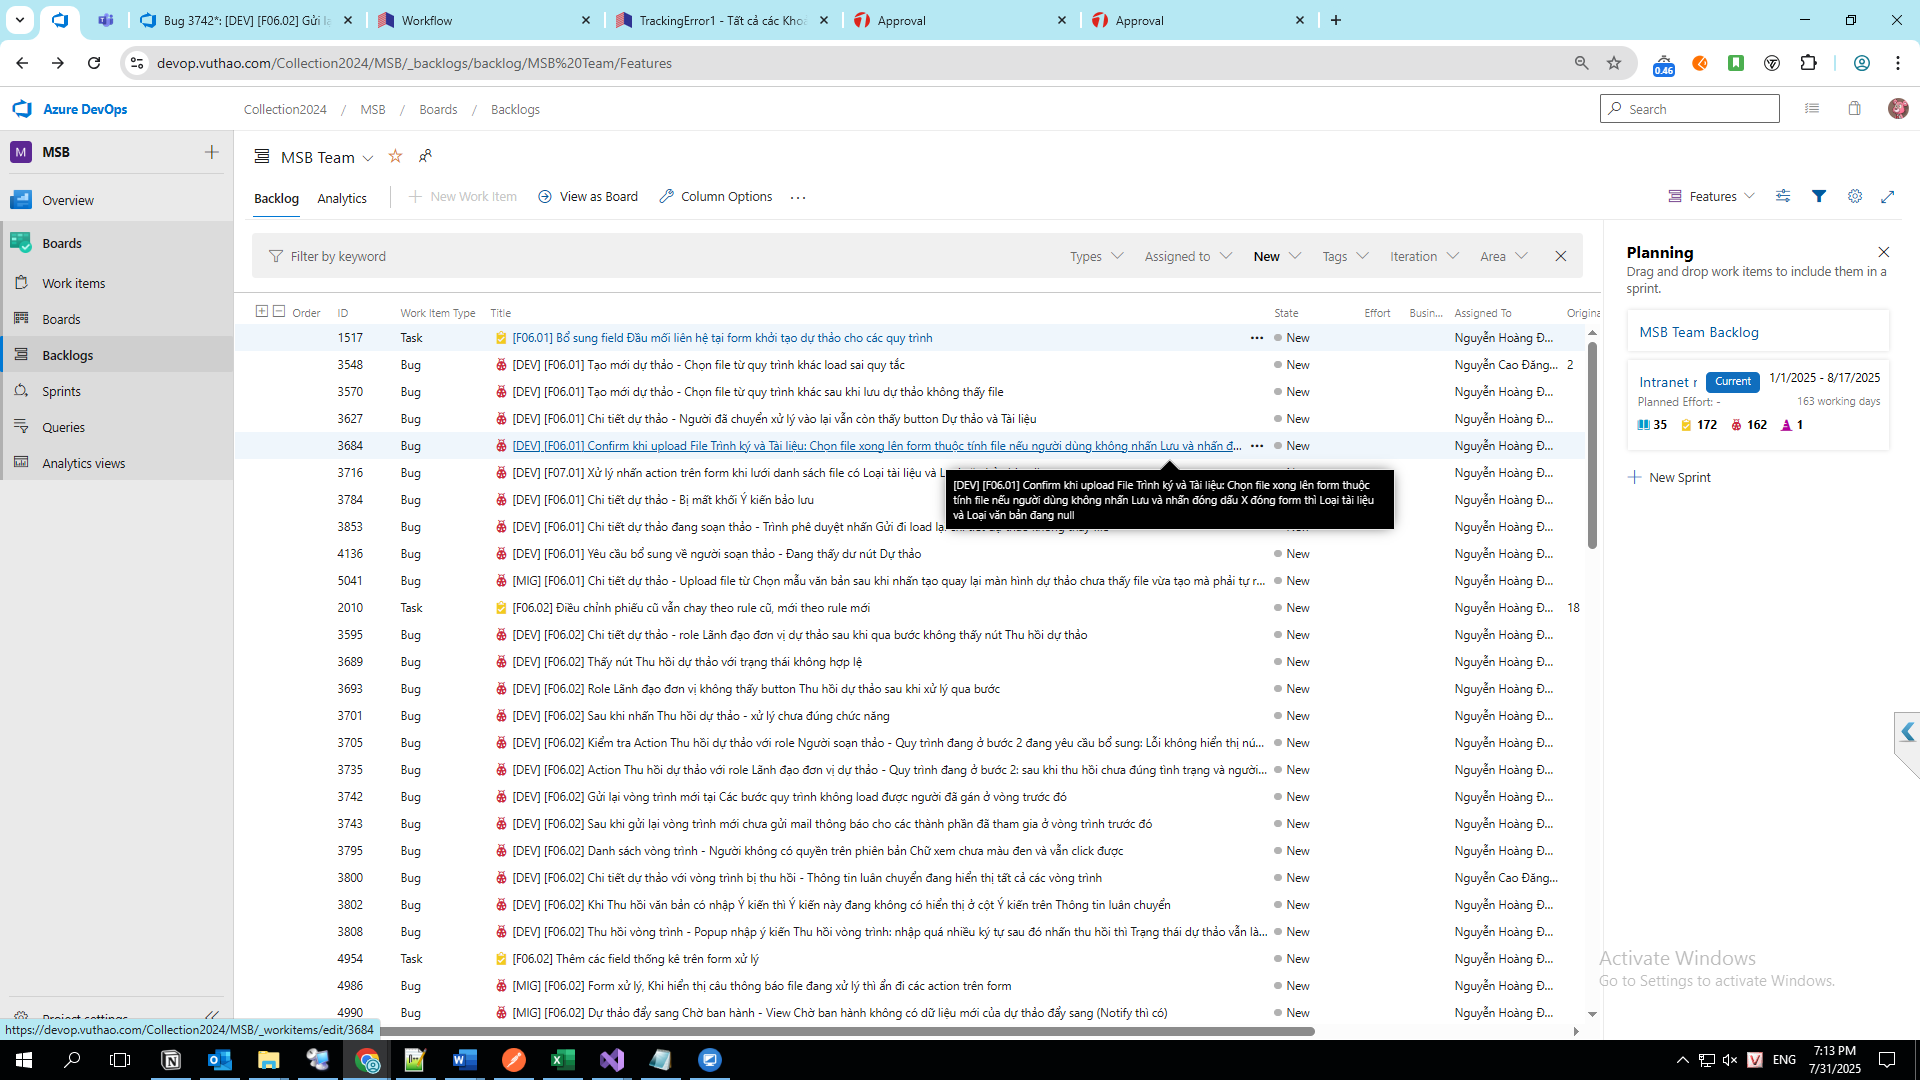 Bug 3742*: [DEV] [F06.02] Gửi lạ
Workflow
TrackingError1 - Tất cả các Kho
Approval
Approval
devop.vuthao.com/Collection2024/MSB/_backlogs/backlog/MSB%20Team/Features
0.46
Azure DevOps
Collection2024 / MSB / Boards / Backlogs
Search
M MSB
Overview
Boards
Work items
Boards
Backlogs
Sprints
Queries
Analytics views
Project settings
MSB Team
Backlog Analytics New Work Item View as Board Column Options
Features
Filter by keyword
Types Assigned to New Tags Iteration Area
Order ID Work Item Type Title State Effort Busin... Assigned To Origina
1517 Task [F06.01] Bổ sung field Đầu mối liên hệ tại form khởi tạo dự thảo cho các quy trình ... New Nguyễn Hoàng Đ...
3548 Bug [DEV] [F06.01] Tạo mới dự thảo - Chọn file từ quy trình khác load sai quy tắc New Nguyễn Cao Đăng... 2
3570 Bug [DEV] [F06.01] Tạo mới dự thảo - Chọn file từ quy trình khác sau khi lưu dự thảo không thấy file New Nguyễn Hoàng Đ...
3627 Bug [DEV] [F06.01] Chi tiết dự thảo - Người đã chuyển xử lý vào lại vẫn còn thấy button Dự thảo và Tài liệu New Nguyễn Hoàng Đ...
3684 Bug [DEV] [F06.01] Confirm khi upload File Trình ký và Tài liệu: Chọn file xong lên form thuộc tính file nếu người dùng không nhấn Lưu và nhấn đ... ... New Nguyễn Hoàng Đ...
3716 Bug [DEV] [F07.01] Xử lý nhấn action trên form khi lưới danh sách file có Loại tài liệu và L Nguyễn Hoàng Đ...
[DEV] [F06.01] Confirm khi upload File Trình ký và Tài liệu: Chọn file xong lên form thuộc
tính file nếu người dùng không nhấn Lưu và nhấn đóng dấu X đóng form thì Loại tài liệu
và Loại văn bản đang null
3784 Bug [DEV] [F06.01] Chi tiết dự thảo - Bị mất khối Ý kiến bảo lưu Nguyễn Hoàng Đ...
3853 Bug [DEV] [F06.01] Chi tiết dự thảo đang soạn thảo - Trình phê duyệt nhấn Gửi đi load lại chi tiết dự thảo không thấy file New Nguyễn Hoàng Đ...
4136 Bug [DEV] [F06.01] Yêu cầu bổ sung về người soạn thảo - Đang thấy dư nút Dự thảo New Nguyễn Hoàng Đ...
5041 Bug [MIG] [F06.01] Chi tiết dự thảo - Upload file từ Chọn mẫu văn bản sau khi nhấn tạo quay lại màn hình dự thảo chưa thấy file vừa tạo mà phải tự r... New Nguyễn Hoàng Đ...
2010 Task [F06.02] Điều chỉnh phiếu cũ vẫn chay theo rule cũ, mới theo rule mới New Nguyễn Hoàng Đ... 18
3595 Bug [DEV] [F06.02] Chi tiết dự thảo - role Lãnh đạo đơn vị dự thảo sau khi qua bước không thấy nút Thu hồi dự thảo New Nguyễn Hoàng Đ...
3689 Bug [DEV] [F06.02] Thấy nút Thu hồi dự thảo với trạng thái không hợp lệ New Nguyễn Hoàng Đ...
3693 Bug [DEV] [F06.02] Role Lãnh đạo đơn vị không thấy button Thu hồi dự thảo sau khi xử lý qua bước New Nguyễn Hoàng Đ...
3701 Bug [DEV] [F06.02] Sau khi nhấn Thu hồi dự thảo - xử lý chưa đúng chức năng New Nguyễn Hoàng Đ...
3705 Bug [DEV] [F06.02] Kiểm tra Action Thu hồi dự thảo với role Người soạn thảo - Quy trình đang ở bước 2 đang yêu cầu bổ sung: Lỗi không hiển thị nú... New Nguyễn Hoàng Đ...
3735 Bug [DEV] [F06.02] Action Thu hồi dự thảo với role Lãnh đạo đơn vị dự thảo - Quy trình đang ở bước 2: sau khi thu hồi chưa đúng tình trạng và người... New Nguyễn Hoàng Đ...
3742 Bug [DEV] [F06.02] Gửi lại vòng trình mới tại Các bước quy trình không load được người đã gán ở vòng trước đó New Nguyễn Hoàng Đ...
3743 Bug [DEV] [F06.02] Sau khi gửi lại vòng trình mới chưa gửi mail thông báo cho các thành phần đã tham gia ở vòng trình trước đó New Nguyễn Hoàng Đ...
3795 Bug [DEV] [F06.02] Danh sách vòng trình - Người không có quyền trên phiên bản Chữ xem chưa màu đen và vẫn click được New Nguyễn Hoàng Đ...
3800 Bug [DEV] [F06.02] Chi tiết dự thảo với vòng trình bị thu hồi - Thông tin luân chuyển đang hiển thị tất cả các vòng trình New Nguyễn Cao Đăng...
3802 Bug [DEV] [F06.02] Khi Thu hồi văn bản có nhập Ý kiến thì Ý kiến này đang không có hiển thị ở cột Ý kiến trên Thông tin luân chuyển New Nguyễn Hoàng Đ...
3808 Bug [DEV] [F06.02] Thu hồi vòng trình - Popup nhập ý kiến Thu hồi vòng trình: nhập quá nhiều ký tự sau đó nhấn thu hồi thì Trạng thái dự thảo vẫn là... New Nguyễn Hoàng Đ...
4954 Task [F06.02] Thêm các field thống kê trên form xử lý New Nguyễn Hoàng Đ...
4986 Bug [MIG] [F06.02] Form xử lý, Khi hiển thị câu thông báo file đang xử lý thì ẩn đi các action trên form New Nguyễn Hoàng Đ...
4990 Bug [MIG] [F06.02] Dự thảo đẩy sang Chờ ban hành - View Chờ ban hành không có dữ liệu mới của dự thảo đẩy sang (Notify thì có) New Nguyễn Hoàng Đ...
Planning
Drag and drop work items to include them in a
sprint.
MSB Team Backlog
Intranet r Current 1/1/2025 - 8/17/2025
Planned Effort: - 163 working days
35 172 162 1
New Sprint
Activate Windows
Go to Settings to activate Windows.
https://devop.vuthao.com/Collection2024/MSB/_workitems/edit/3684
ENG
7:13 PM
7/31/2025